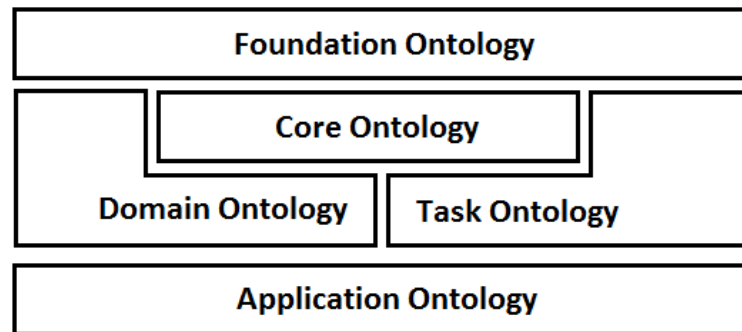 Foundation Ontology
Core Ontology
Domain Ontology
Task Ontology
Application Ontology